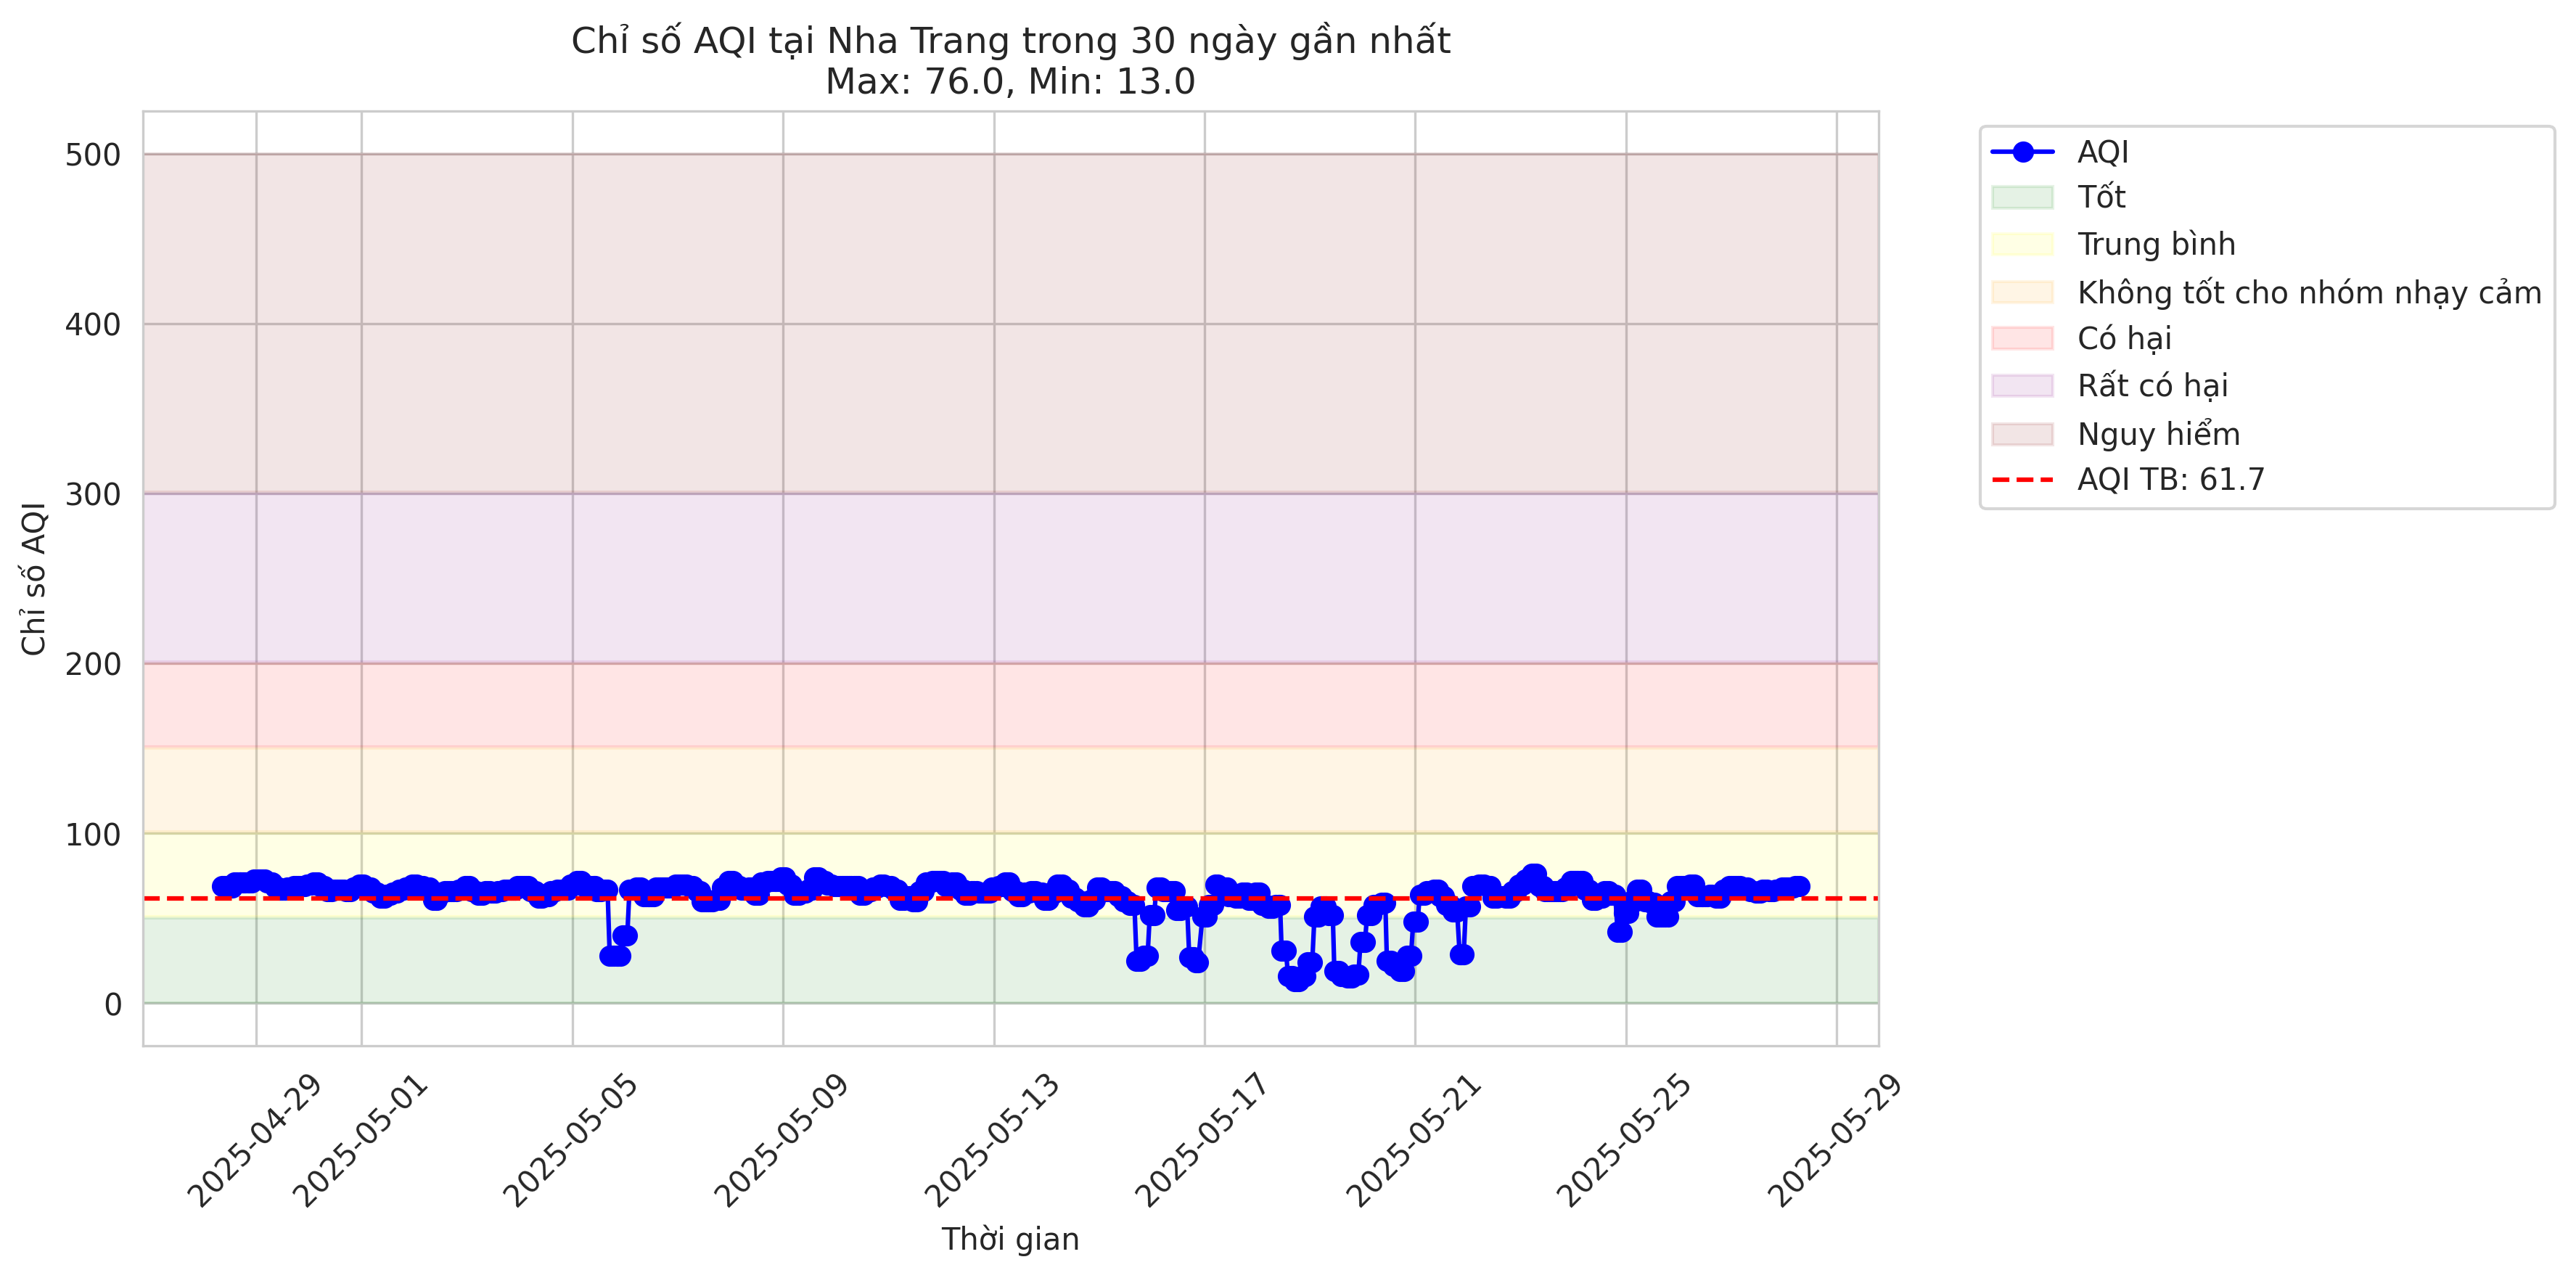 Chỉ số AQI tại Nha Trang trong 30 ngày gần nhất
Max: 76.0, Min: 13.0
Chỉ số AQI
500
400
300
200
100
0
2025-04-29
2025-05-01
2025-05-05
2025-05-09
2025-05-13
2025-05-17
2025-05-21
2025-05-25
2025-05-29
Thời gian
AQI
Tốt
Trung bình
Không tốt cho nhóm nhạy cảm
Có hại
Rất có hại
Nguy hiểm
AQI TB: 61.7